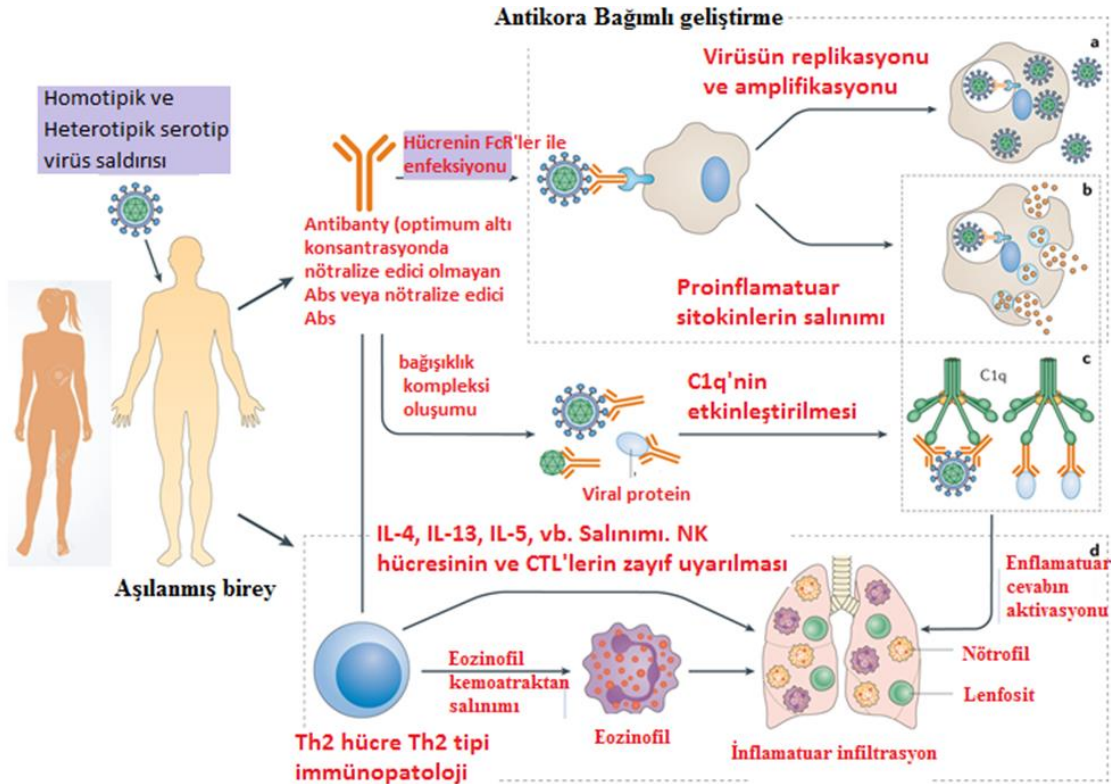 Antikora Bağımlı geliştirme
a
Virüsün replikasyonu
ve amplifikasyonu
Homotipik ve
Heterotipik serotip
virüs saldırısı
Hücrenin FcR'ler ile
enfeksiyonu
b
Antibanty (optimum altı
konsantrasyonda
nötralize edici olmayan
Abs veya nötralize edici
Abs
Proinflamatuar
sitokinlerin salınımı
bağışıklık
kompleksi
oluşumu
C1q'nin
etkinleştirilmesi
c
C1q
Viral protein
Aşılanmış birey
IL-4, IL-13, IL-5, vb. Salınımı. NK
hücresinin ve CTL'lerin zayıf uyarılması
d
Enflamatuar
cevabın
aktivasyonu
Eozinofil
kemoatraktan
salınımı
Nötrofil
Lenfosit
Th2 hücre Th2 tipi
immünopatoloji
Eozinofil
İnflamatuar infiltrasyon